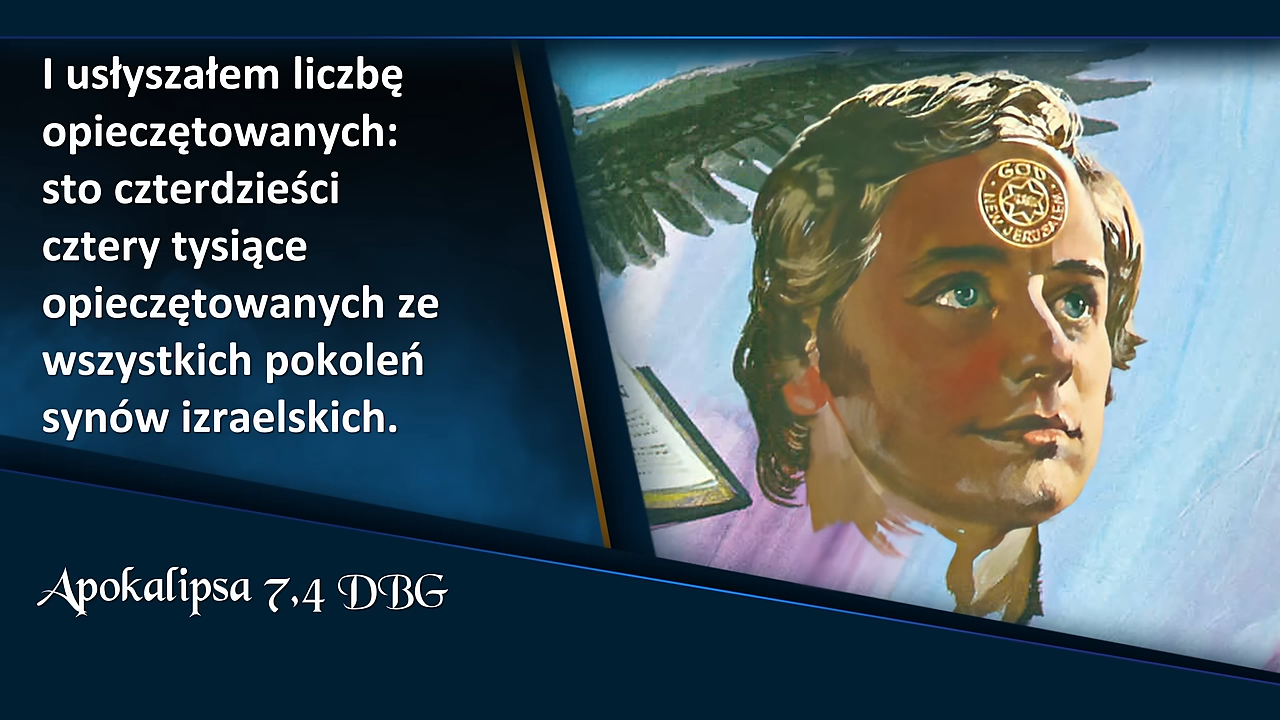 I usłyszałem liczbę
opieczętowanych:
sto czterdzieści
cztery tysiące
opieczętowanych ze
wszystkich pokoleń
synów izraelskich.
Apokalipsa 7,4 DBG
GOD
NEW JERUSALEM